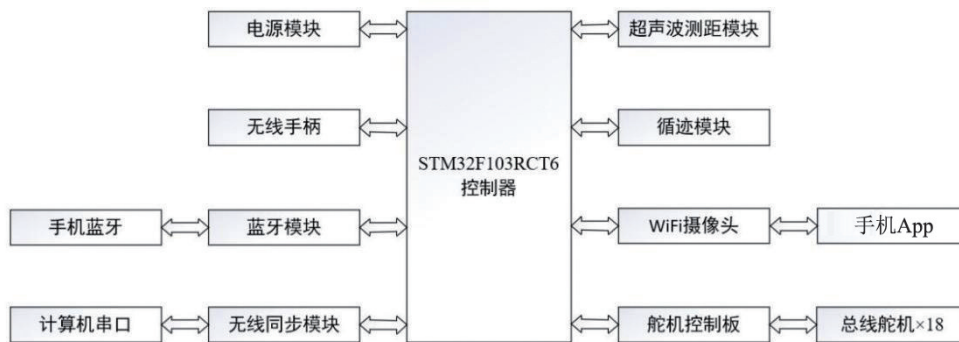 电源模块
超声波测距模块
无线手柄
循迹模块
STM32F103RCT6
控制器
手机蓝牙
蓝牙模块
WiFi摄像头
手机App
计算机串口
无线同步模块
舵机控制板
总线舵机×18